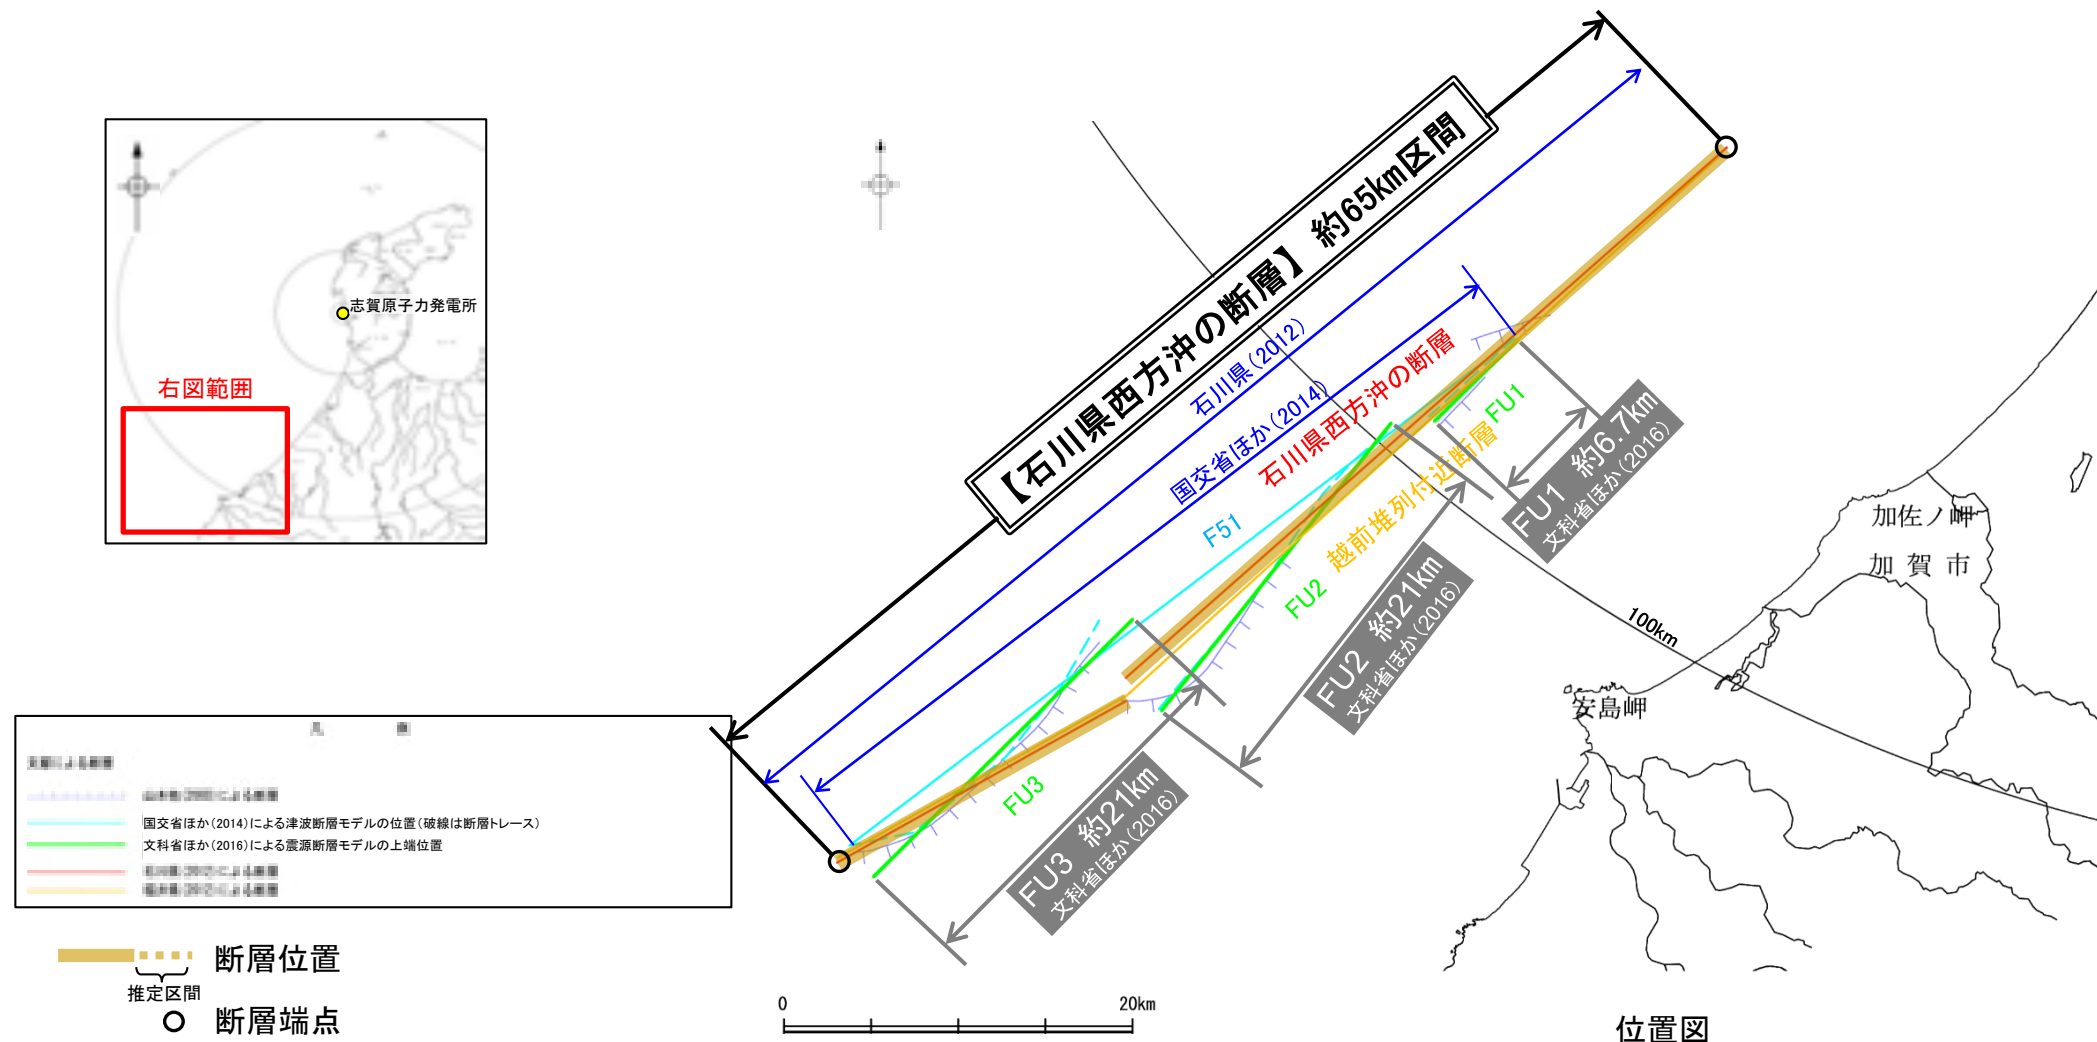 志賀原子力発電所
右図範囲
【石川県西方沖の断層】 約65km区間
石川県(2012)
国交省ほか(2014)
石川県西方沖の断層
F51
越前堆列付近断層
FU1
FU2
FU3
FU1 約6.7km
文科省ほか(2016)
FU2 約21km
文科省ほか(2016)
FU3 約21km
文科省ほか(2016)
100km
加佐ノ岬
加賀市
安島岬
国交省ほか(2014)による津波断層モデルの位置(破線は断層トレース)
文科省ほか(2016)による震源断層モデルの上端位置
断層位置
推定区間
断層端点
0
20km
位置図